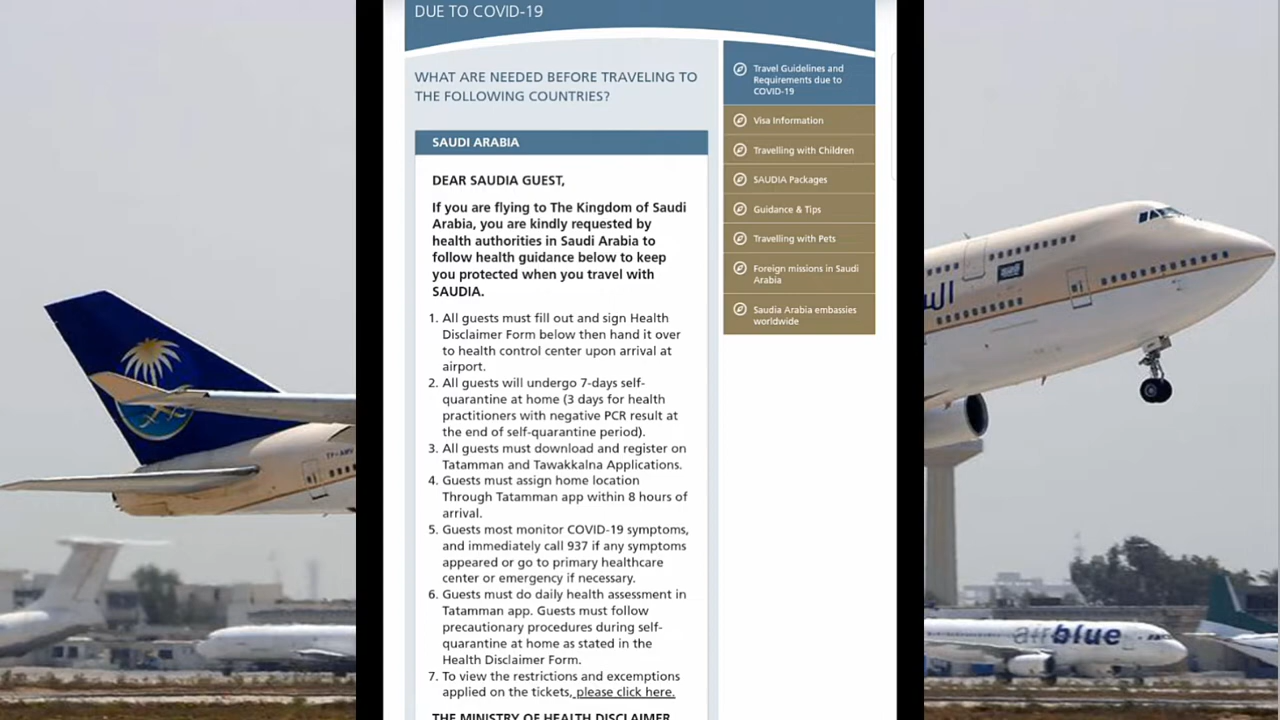 DUE TO COVID-19
WHAT ARE NEEDED BEFORE TRAVELING TO
THE FOLLOWING COUNTRIES?
SAUDI ARABIA
DEAR SAUDIA GUEST,
If you are flying to The Kingdom of Saudi
Arabia, you are kindly requested by
health authorities in Saudi Arabia to
follow health guidance below to keep
you protected when you travel with
SAUDIA.
1. All guests must fill out and sign Health
Disclaimer Form below then hand it over
to health control center upon arrival at
airport.
2. All guests will undergo 7-days self-
quarantine at home (3 days for health
practitioners with negative PCR result at
the end of self-quarantine period).
3. All guests must download and register on
Tatamman and Tawakkalna Applications.
4. Guests must assign home location
Through Tatamman app within 8 hours of
arrival.
5. Guests most monitor COVID-19 symptoms,
and immediately call 937 if any symptoms
appeared or go to primary healthcare
center or emergency if necessary.
6. Guests must do daily health assessment in
Tatamman app. Guests must follow
precautionary procedures during self-
quarantine at home as stated in the
Health Disclaimer Form.
7. To view the restrictions and exemptions
applied on the tickets, please click here.
THE MINISTRY OF HEALTH DISCLAIMER
Travel Guidelines and
Requirements due to
COVID-19
Visa Information
Travelling with Children
SAUDIA Packages
Guidance & Tips
Travelling with Pets
Foreign missions in Saudi
Arabia
Saudia Arabia embassies
worldwide
airblue